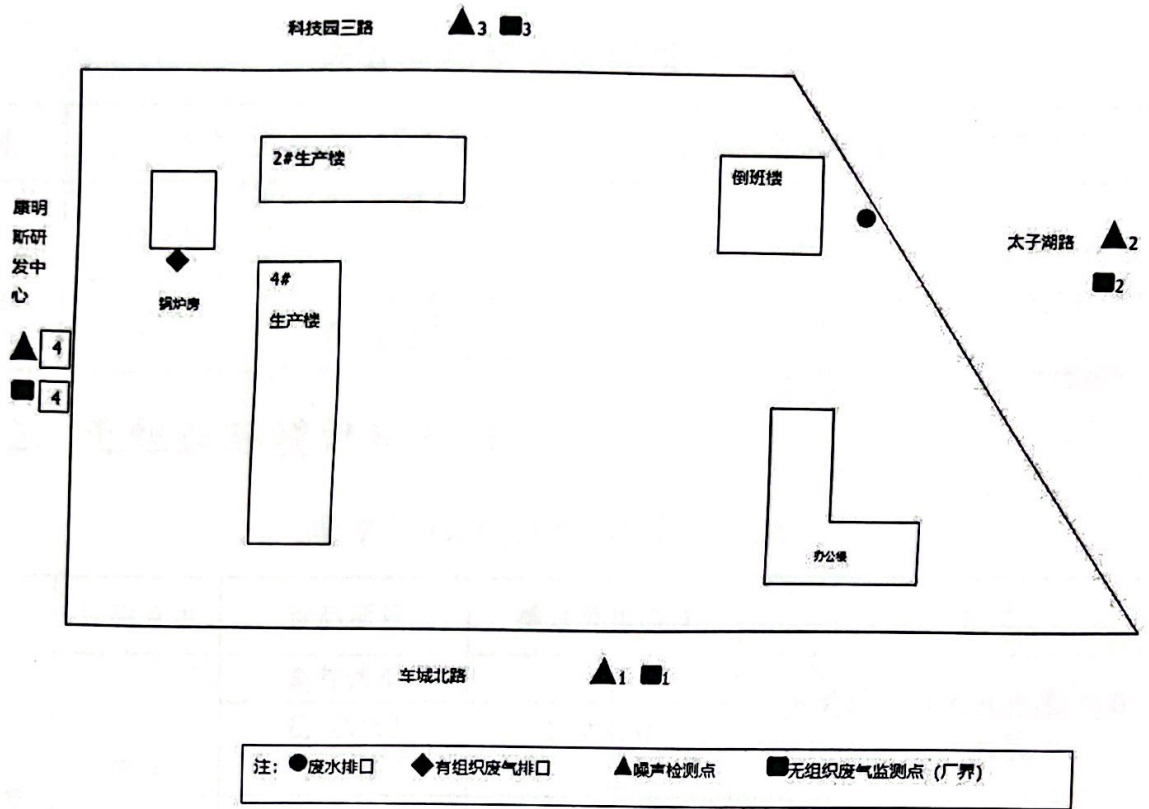 科技园三路 3 3
2#生产楼
倒班楼
康明
斯研
发中
心
太子湖路 2
2
锅炉房
4#
生产楼
4
4
办公楼
车城北路 1 1
注: 废水排口 有组织废气排口 噪声检测点 无组织废气监测点（厂界）